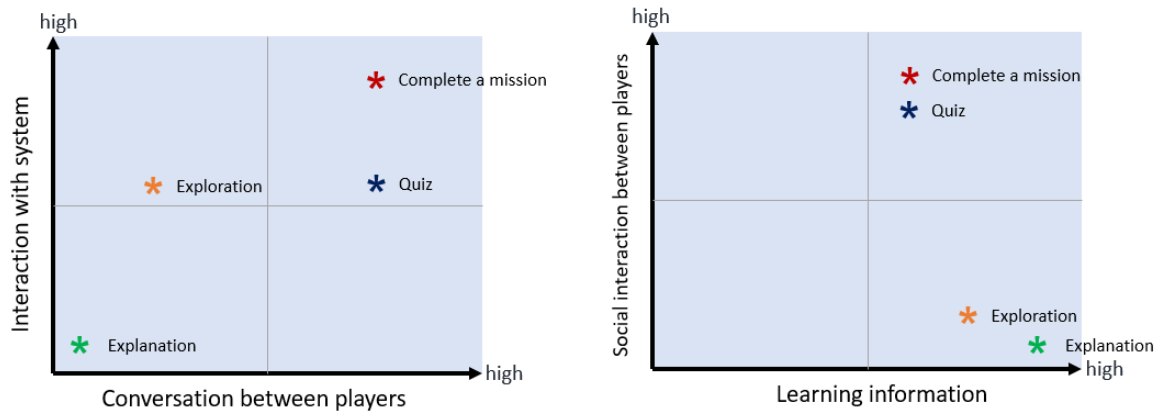 high
Interaction with system
Complete a mission
Exploration
Quiz
Explanation
high
Conversation between players
high
Social interaction between players
Complete a mission
Quiz
Exploration
Explanation
high
Learning information